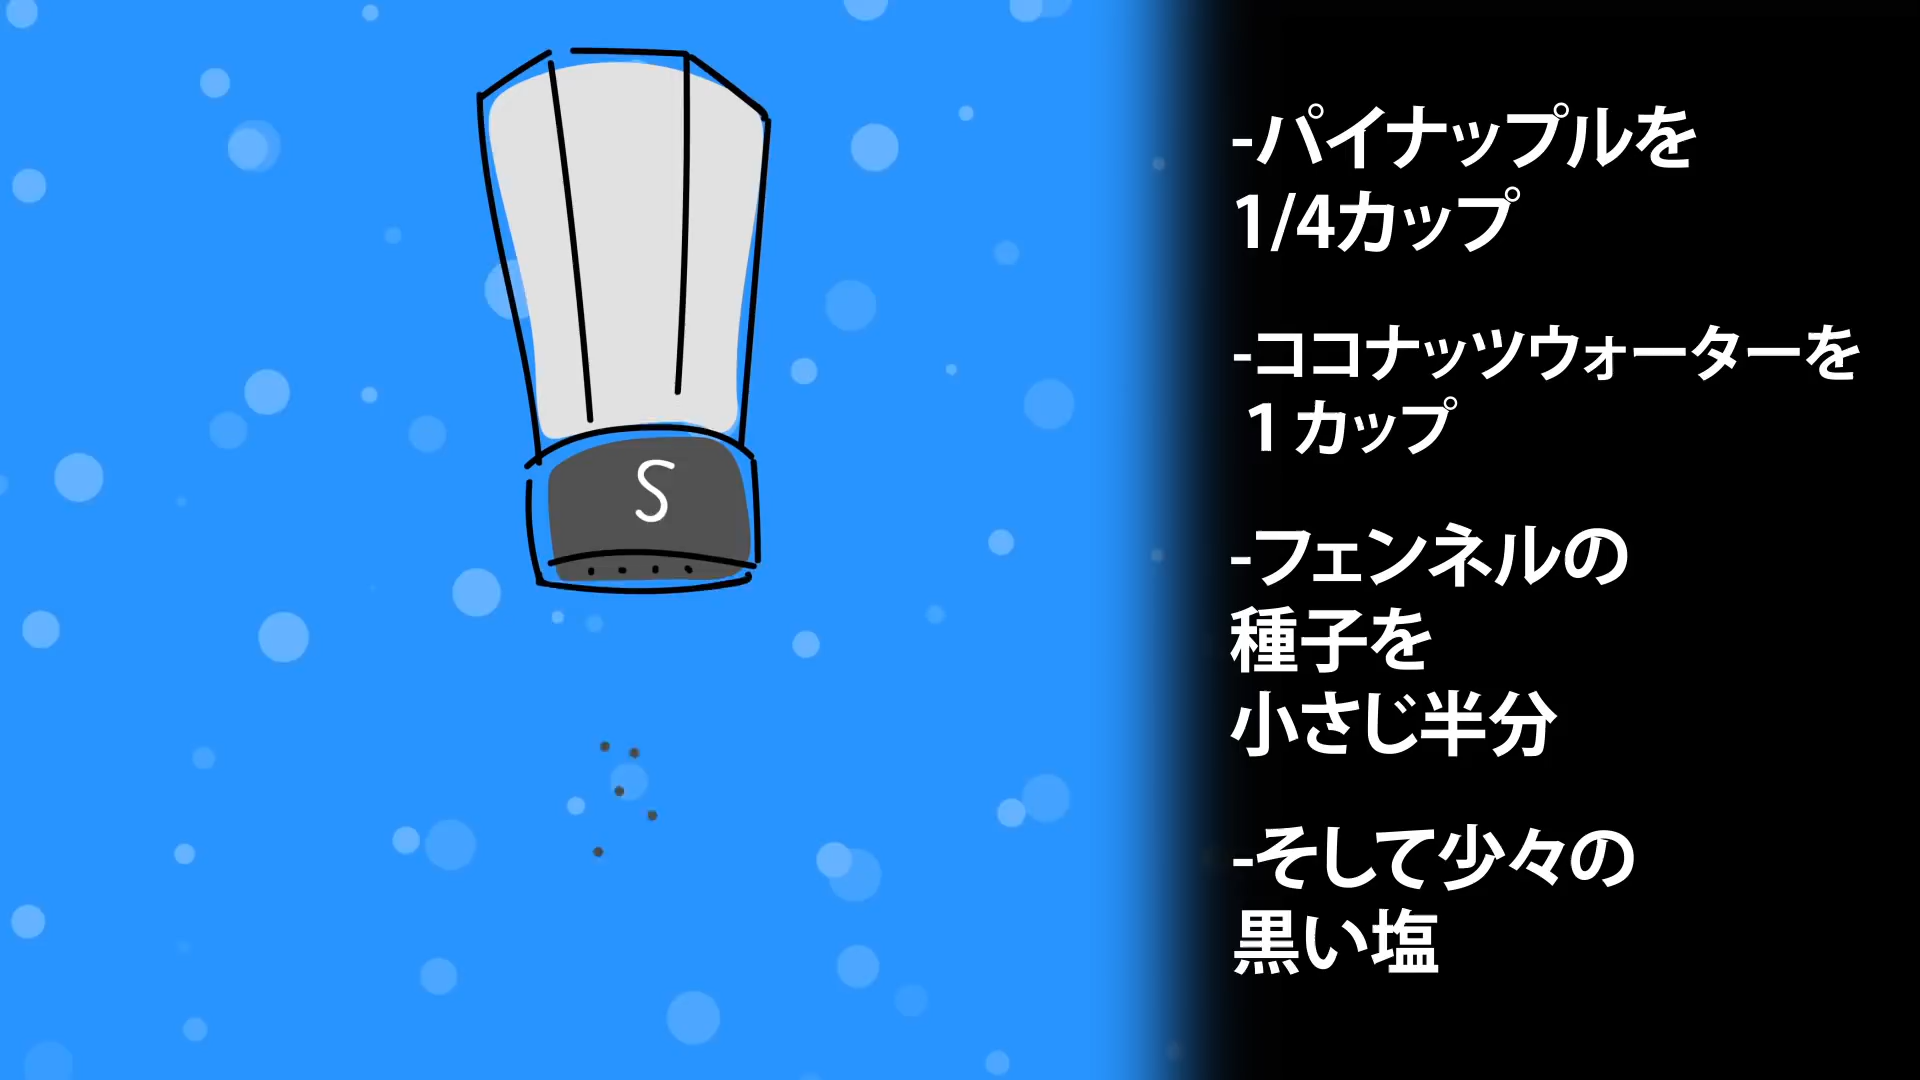 S
-パイナップルを
1/4カップ
-ココナッツウォーターを
1 カップ
-フェンネルの
種子を
小さじ半分
-そして少々の
黒い塩